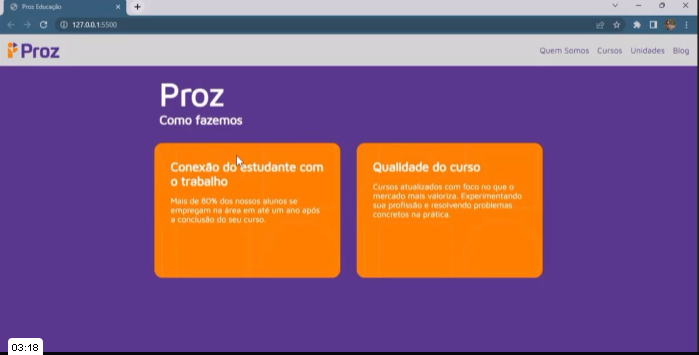 Proz Educação
127.0.0.1:5500
Proz
Quem Somos Cursos Unidades Blog
Proz
Como fazemos
Conexão do estudante com
o trabalho
Mais de 80% dos nossos alunos se
empregam na área em até um ano após
a conclusão do seu curso.
Qualidade do curso
Cursos atualizados com foco no que o
mercado mais valoriza. Experimentando
sua profissão e resolvendo problemas
concretos na prática.
03:18